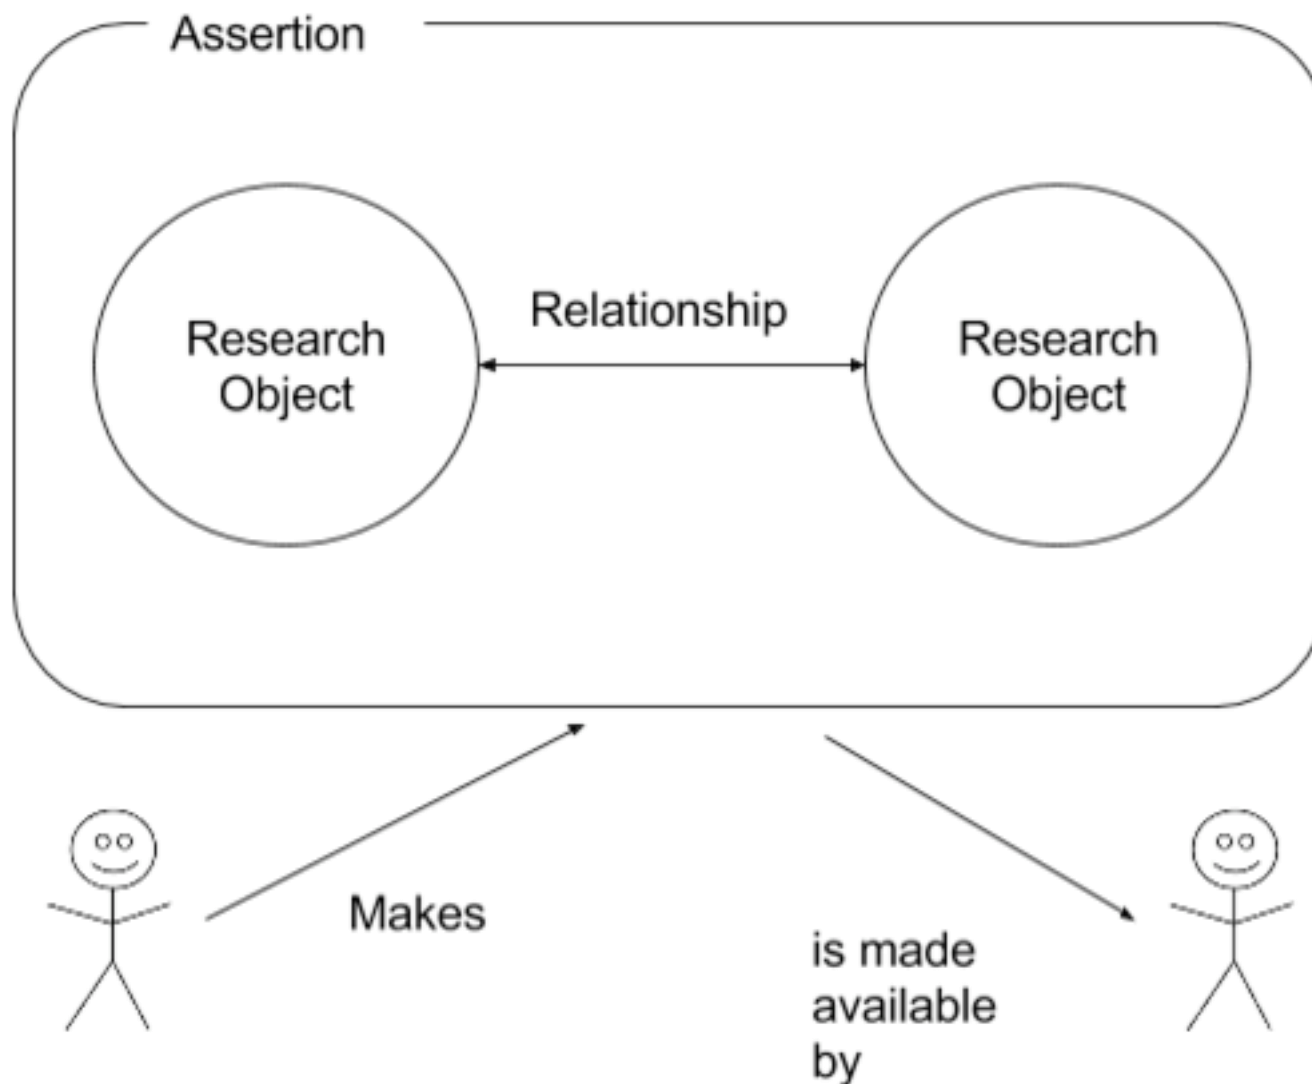 Assertion
Relationship
Research
Object
Research
Object
Makes
is made
available
by